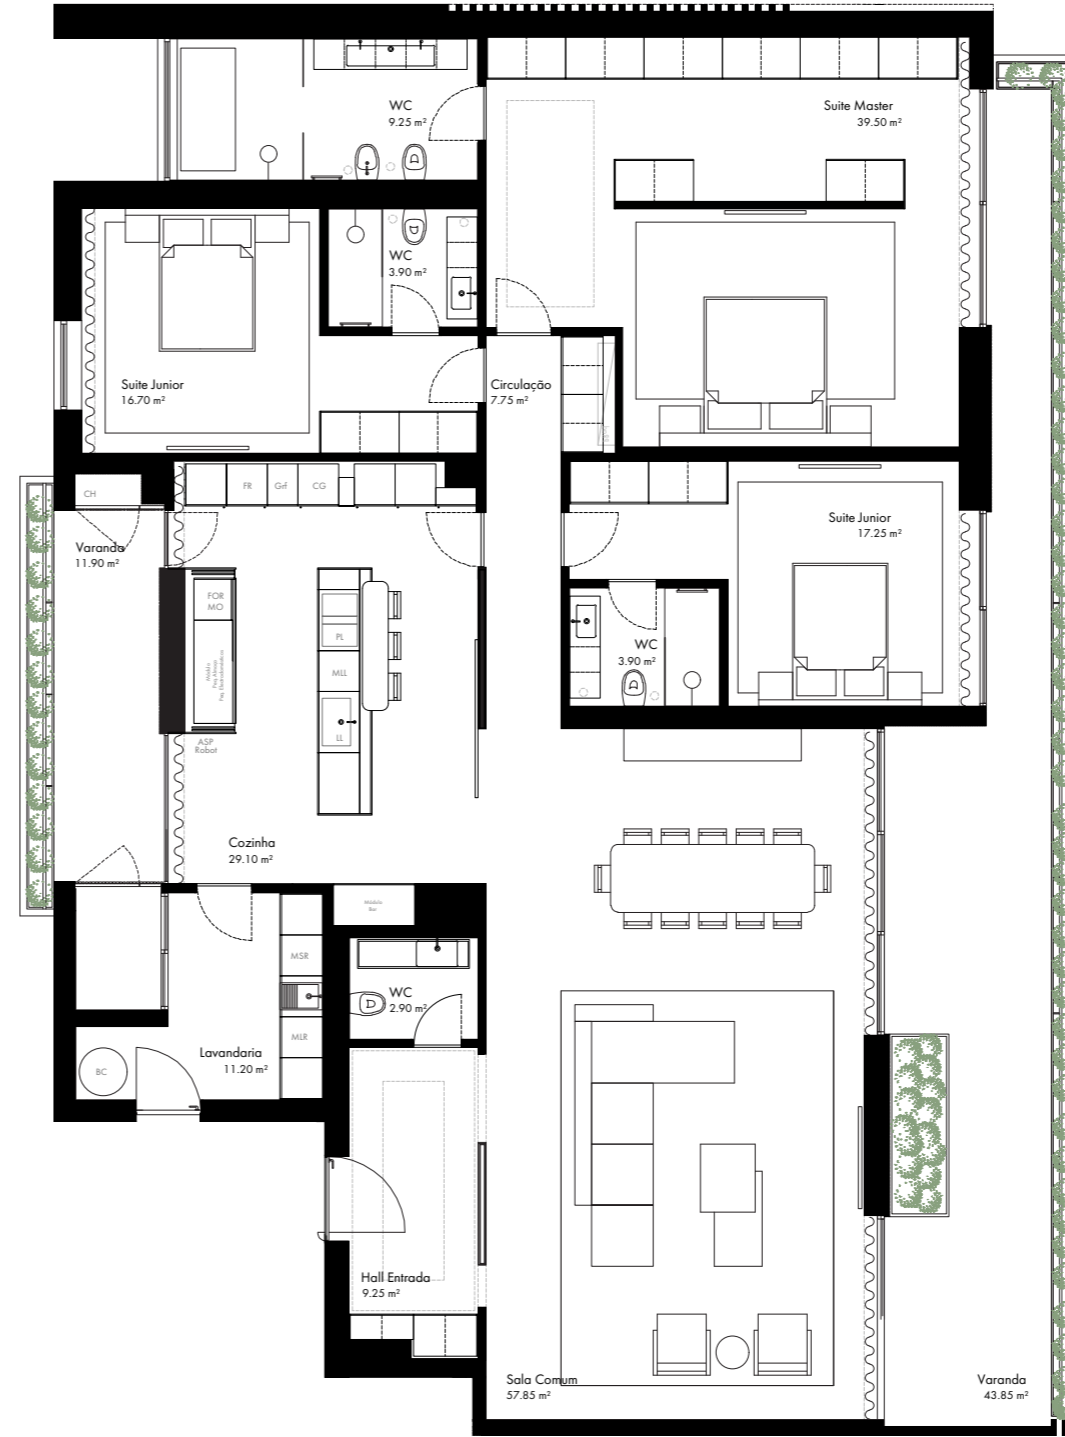 WC
9.25 m²
Suite Master
39.50 m²
WC
3.90 m²
Suite Junior
16.70 m²
Circulação
7.75 m²
CH
FR
Grf
CG
Varanda
11.90 m²
Suite Junior
17.25 m²
FOR
MO
PL
MLL
LL
WC
3.90 m²
ASP
Robot
Cozinha
29.10 m²
Módulo
Bar
MSR
WC
2.90 m²
MLR
Lavandaria
11.20 m²
BC
Hall Entrada
9.25 m²
Sala Comum
57.85 m²
Varanda
43.85 m²